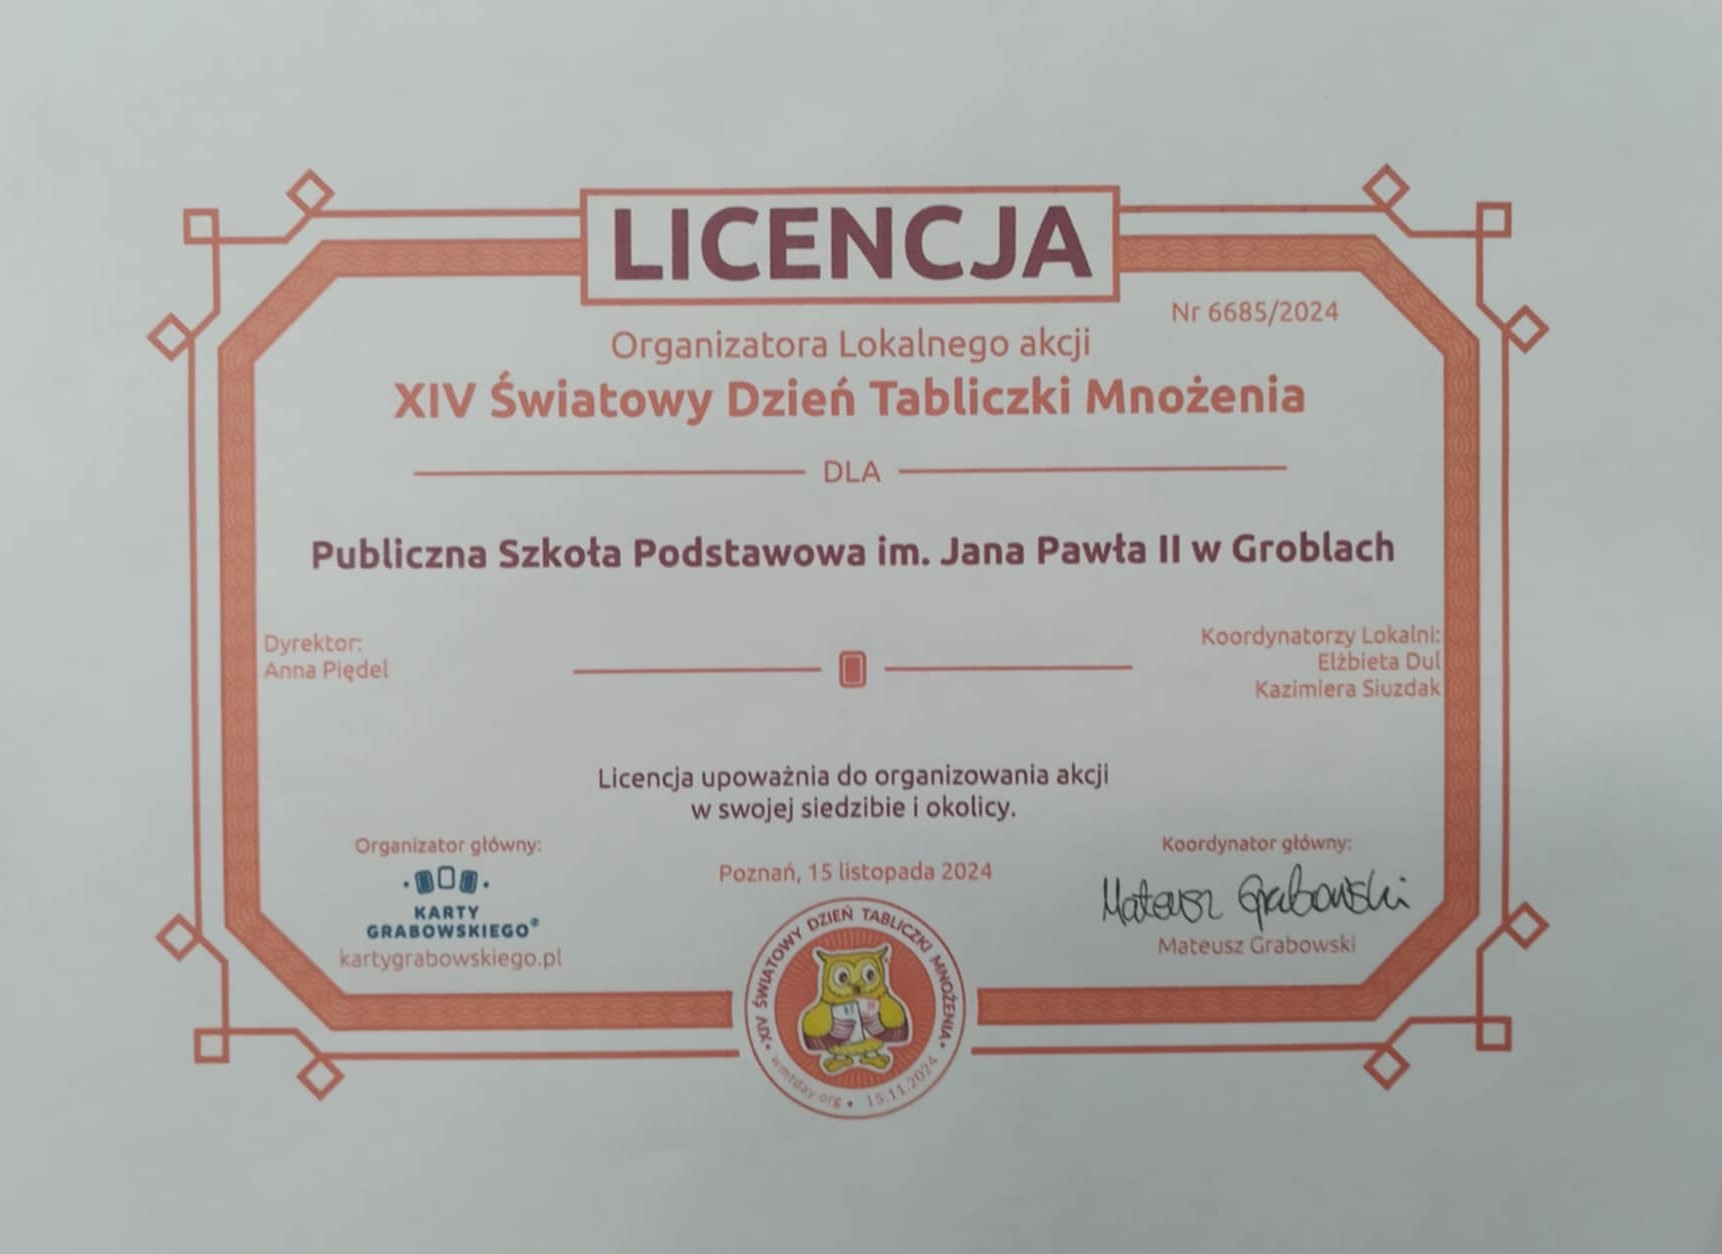 LICENCJA
Nr 6685/2024
Organizatora Lokalnego akcji
XIV Światowy Dzień Tabliczki Mnożenia
DLA
Publiczna Szkoła Podstawowa im. Jana Pawła II w Groblach
Dyrektor:
Anna Piędel
Koordynatorzy Lokalni:
Elżbieta Dul
Kazimiera Siuzdak
Licencja upoważnia do organizowania akcji
w swojej siedzibie i okolicy.
Organizator główny:
KARTY
GRABOWSKIEGO®
kartygrabowskiego.pl
Poznań, 15 listopada 2024
Koordynator główny:
Mateusz Grabowski
Mateusz Grabowski
• XIV ŚWIATOWY DZIEŃ TABLICZKI MNOŻENIA •
wmtday.org • 15.11.2024